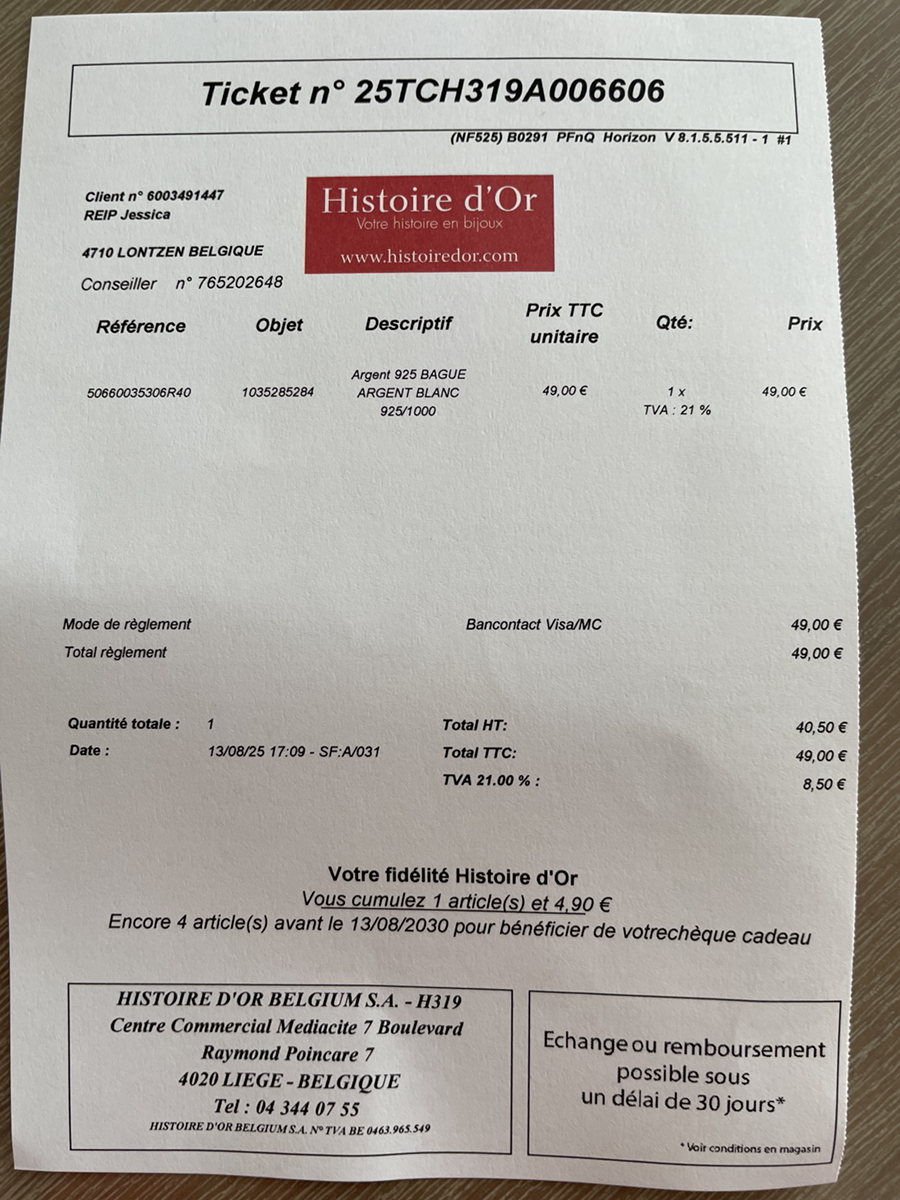 Ticket n° 25TCH319A006606
(NF525) B0291 PFnQ Horizon V 8.1.5.5.511 - 1 #1
Client n° 6003491447
REIP Jessica
4710 LONTZEN BELGIQUE
Conseiller n° 765202648
Histoire d'Or
Votre histoire en bijoux
www.histoiredor.com
Référence Objet Descriptif Prix TTC unitaire Qté: Prix
Argent 925 BAGUE
50660035306R40 1035285284 ARGENT BLANC 49,00 € 1 x 49,00 €
925/1000 TVA : 21 %
Mode de règlement Bancontact Visa/MC 49,00 €
Total règlement 49,00 €
Quantité totale : 1 Total HT: 40,50 €
Date : 13/08/25 17:09 - SF:A/031 Total TTC: 49,00 €
TVA 21.00 % : 8,50 €
Votre fidélité Histoire d'Or
Vous cumulez 1 article(s) et 4,90 €
Encore 4 article(s) avant le 13/08/2030 pour bénéficier de votrechèque cadeau
HISTOIRE D'OR BELGIUM S.A. - H319
Centre Commercial Mediacite 7 Boulevard
Raymond Poincare 7
4020 LIEGE - BELGIQUE
Tel : 04 344 07 55
HISTOIRE D'OR BELGIUM S.A. N° TVA BE 0463.965.549
Echange ou remboursement
possible sous
un délai de 30 jours*
* Voir conditions en magasin